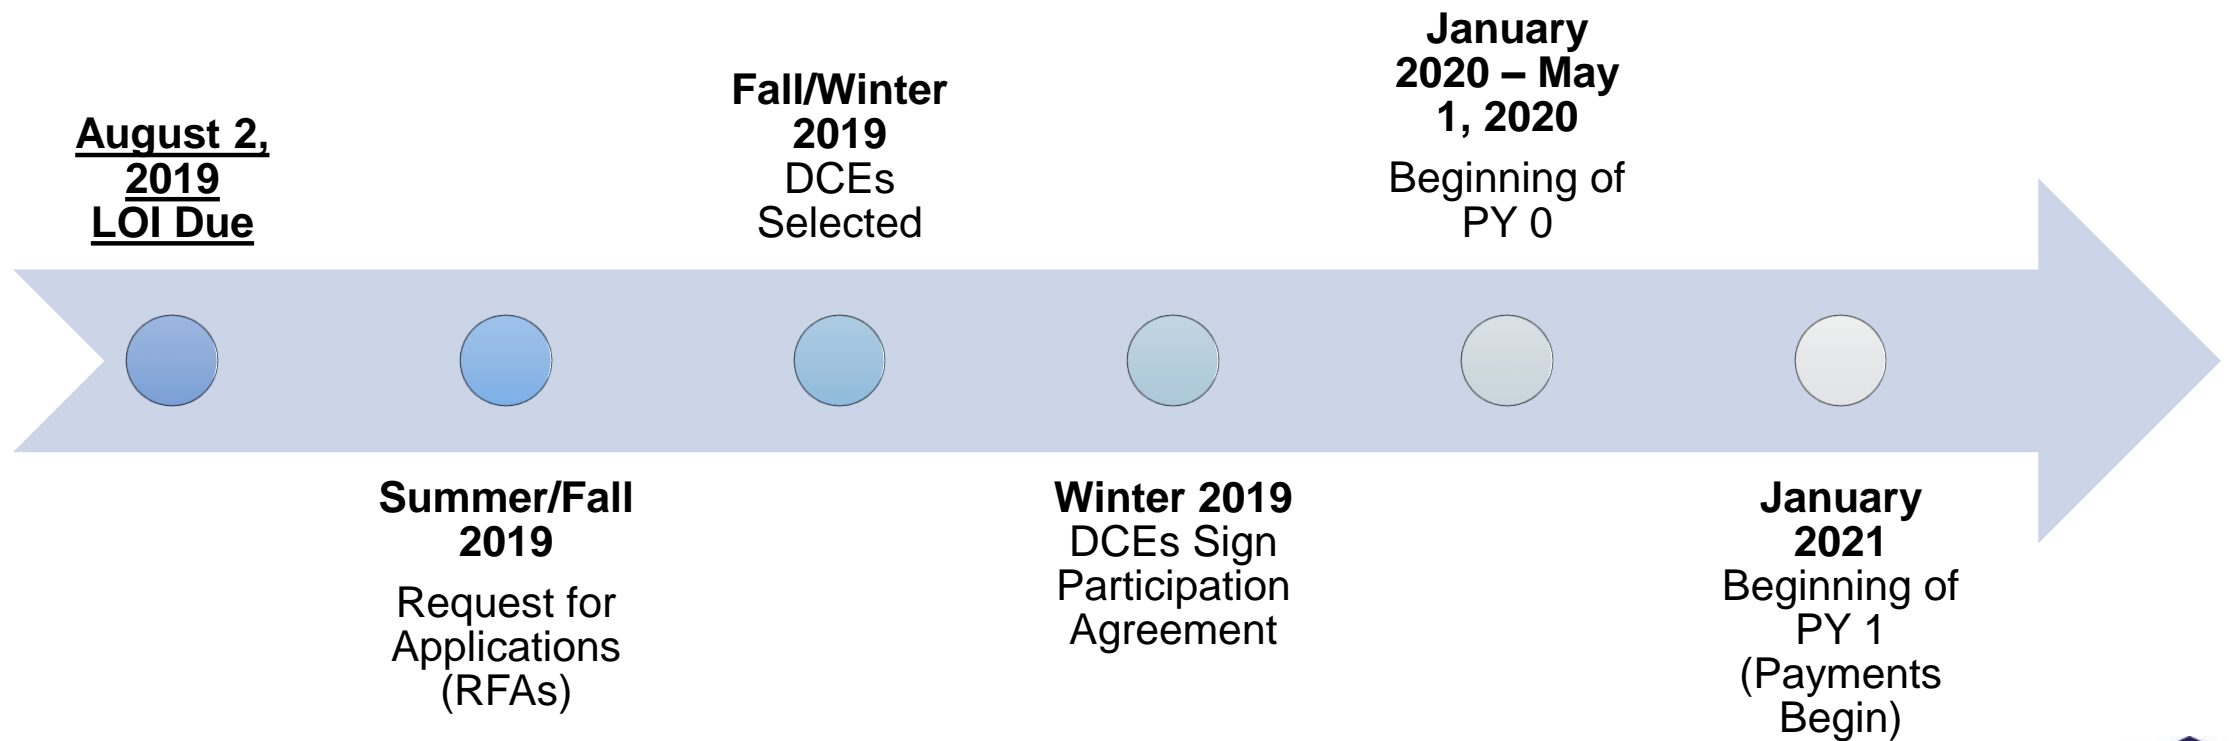 August 2,
2019
LOI Due
Summer/Fall
2019
Request for
Applications
(RFAs)
Fall/Winter
2019
DCEs
Selected
Winter 2019
DCEs Sign
Participation
Agreement
January
2020 – May
1, 2020
Beginning of
PY 0
January
2021
Beginning of
PY 1
(Payments
Begin)